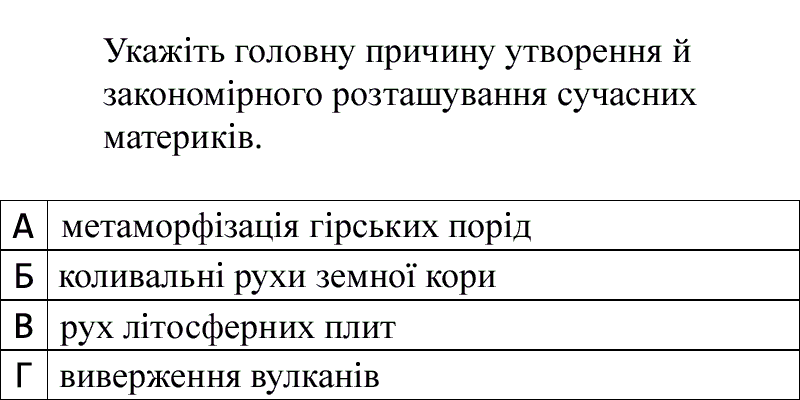 Укажіть головну причину утворення й
закономірного розташування сучасних
материків.
А метаморфізація гірських порід
Б коливальні рухи земної кори
В рух літосферних плит
Г виверження вулканів